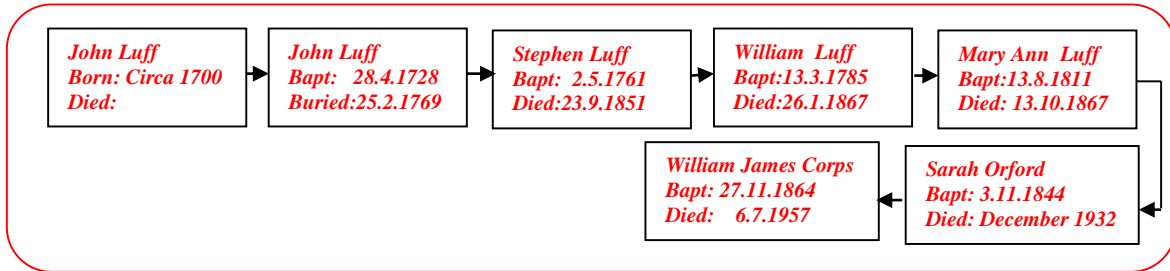 John Luff
Born: Circa 1700
Died:
John Luff
Bapt: 28.4.1728
Buried:25.2.1769
Stephen Luff
Bapt: 2.5.1761
Died:23.9.1851
William Luff
Bapt:13.3.1785
Died:26.1.1867
Mary Ann Luff
Bapt:13.8.1811
Died: 13.10.1867
Sarah Orford
Bapt: 3.11.1844
Died: December 1932
William James Corps
Bapt: 27.11.1864
Died: 6.7.1957